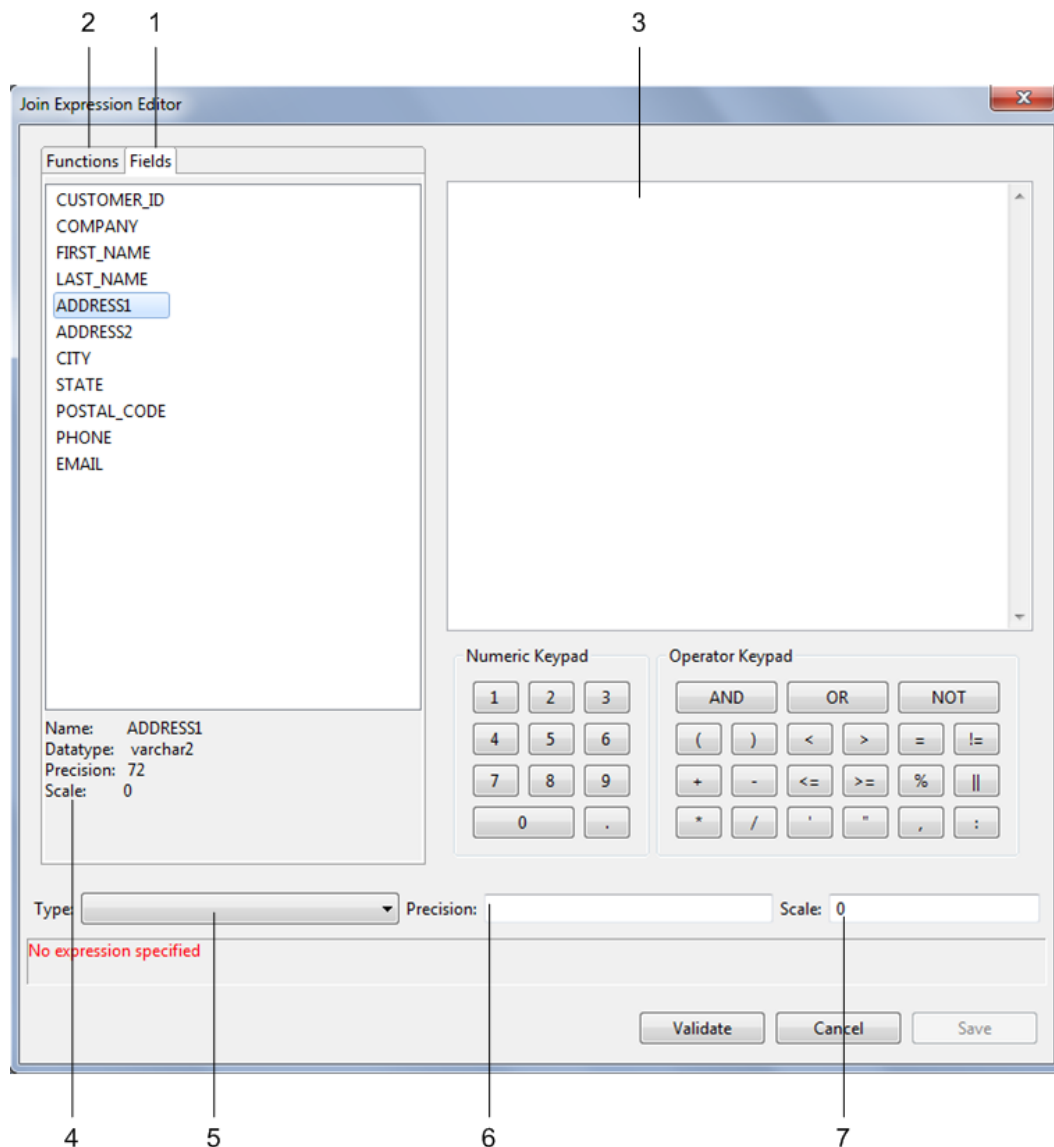 2 1 3
Join Expression Editor
Functions Fields
CUSTOMER_ID
COMPANY
FIRST_NAME
LAST_NAME
ADDRESS1
ADDRESS2
CITY
STATE
POSTAL_CODE
PHONE
EMAIL
Name: ADDRESS1
Datatype: varchar2
Precision: 72
Scale: 0
Numeric Keypad
1 2 3
4 5 6
7 8 9
0 .
Operator Keypad
AND OR NOT
( ) < > = !=
+ - <= >= % ||
* / ' " , :
Type: Precision: Scale: 0
No expression specified
Validate Cancel Save
4 5 6 7